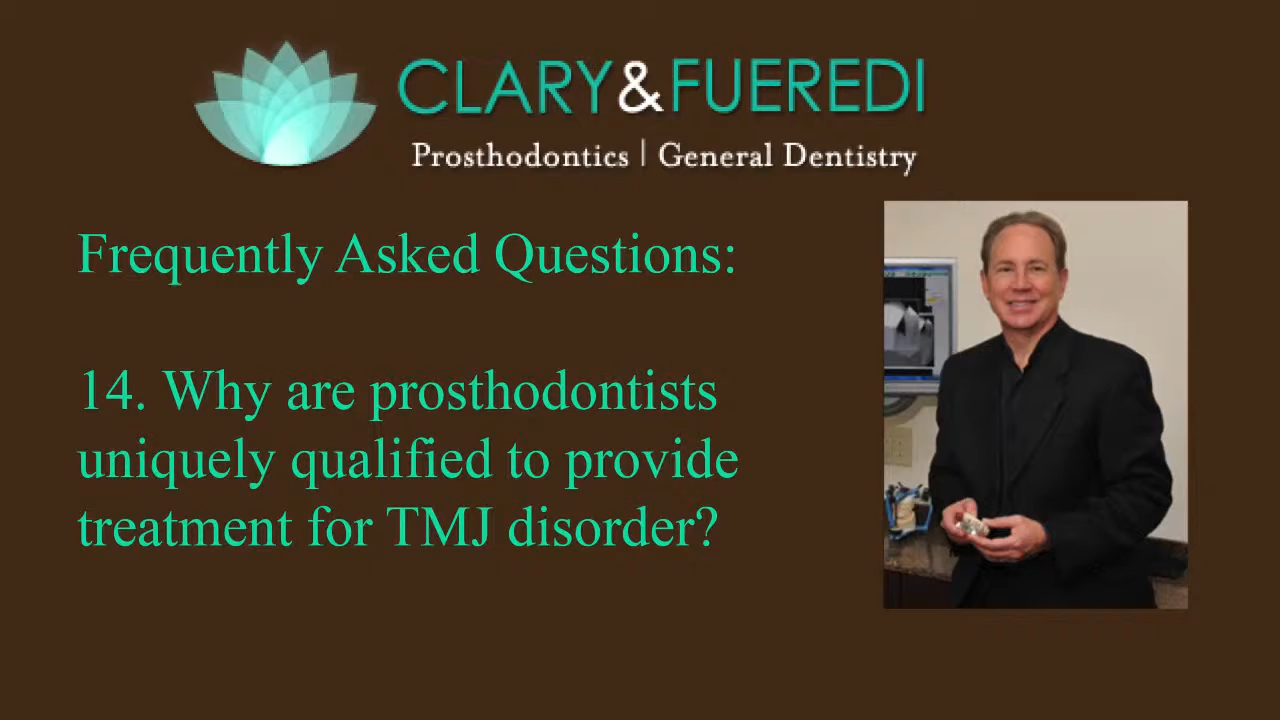 CLARY&FUEREDI
Prosthodontics | General Dentistry
Frequently Asked Questions:
14. Why are prosthodontists
uniquely qualified to provide
treatment for TMJ disorder?